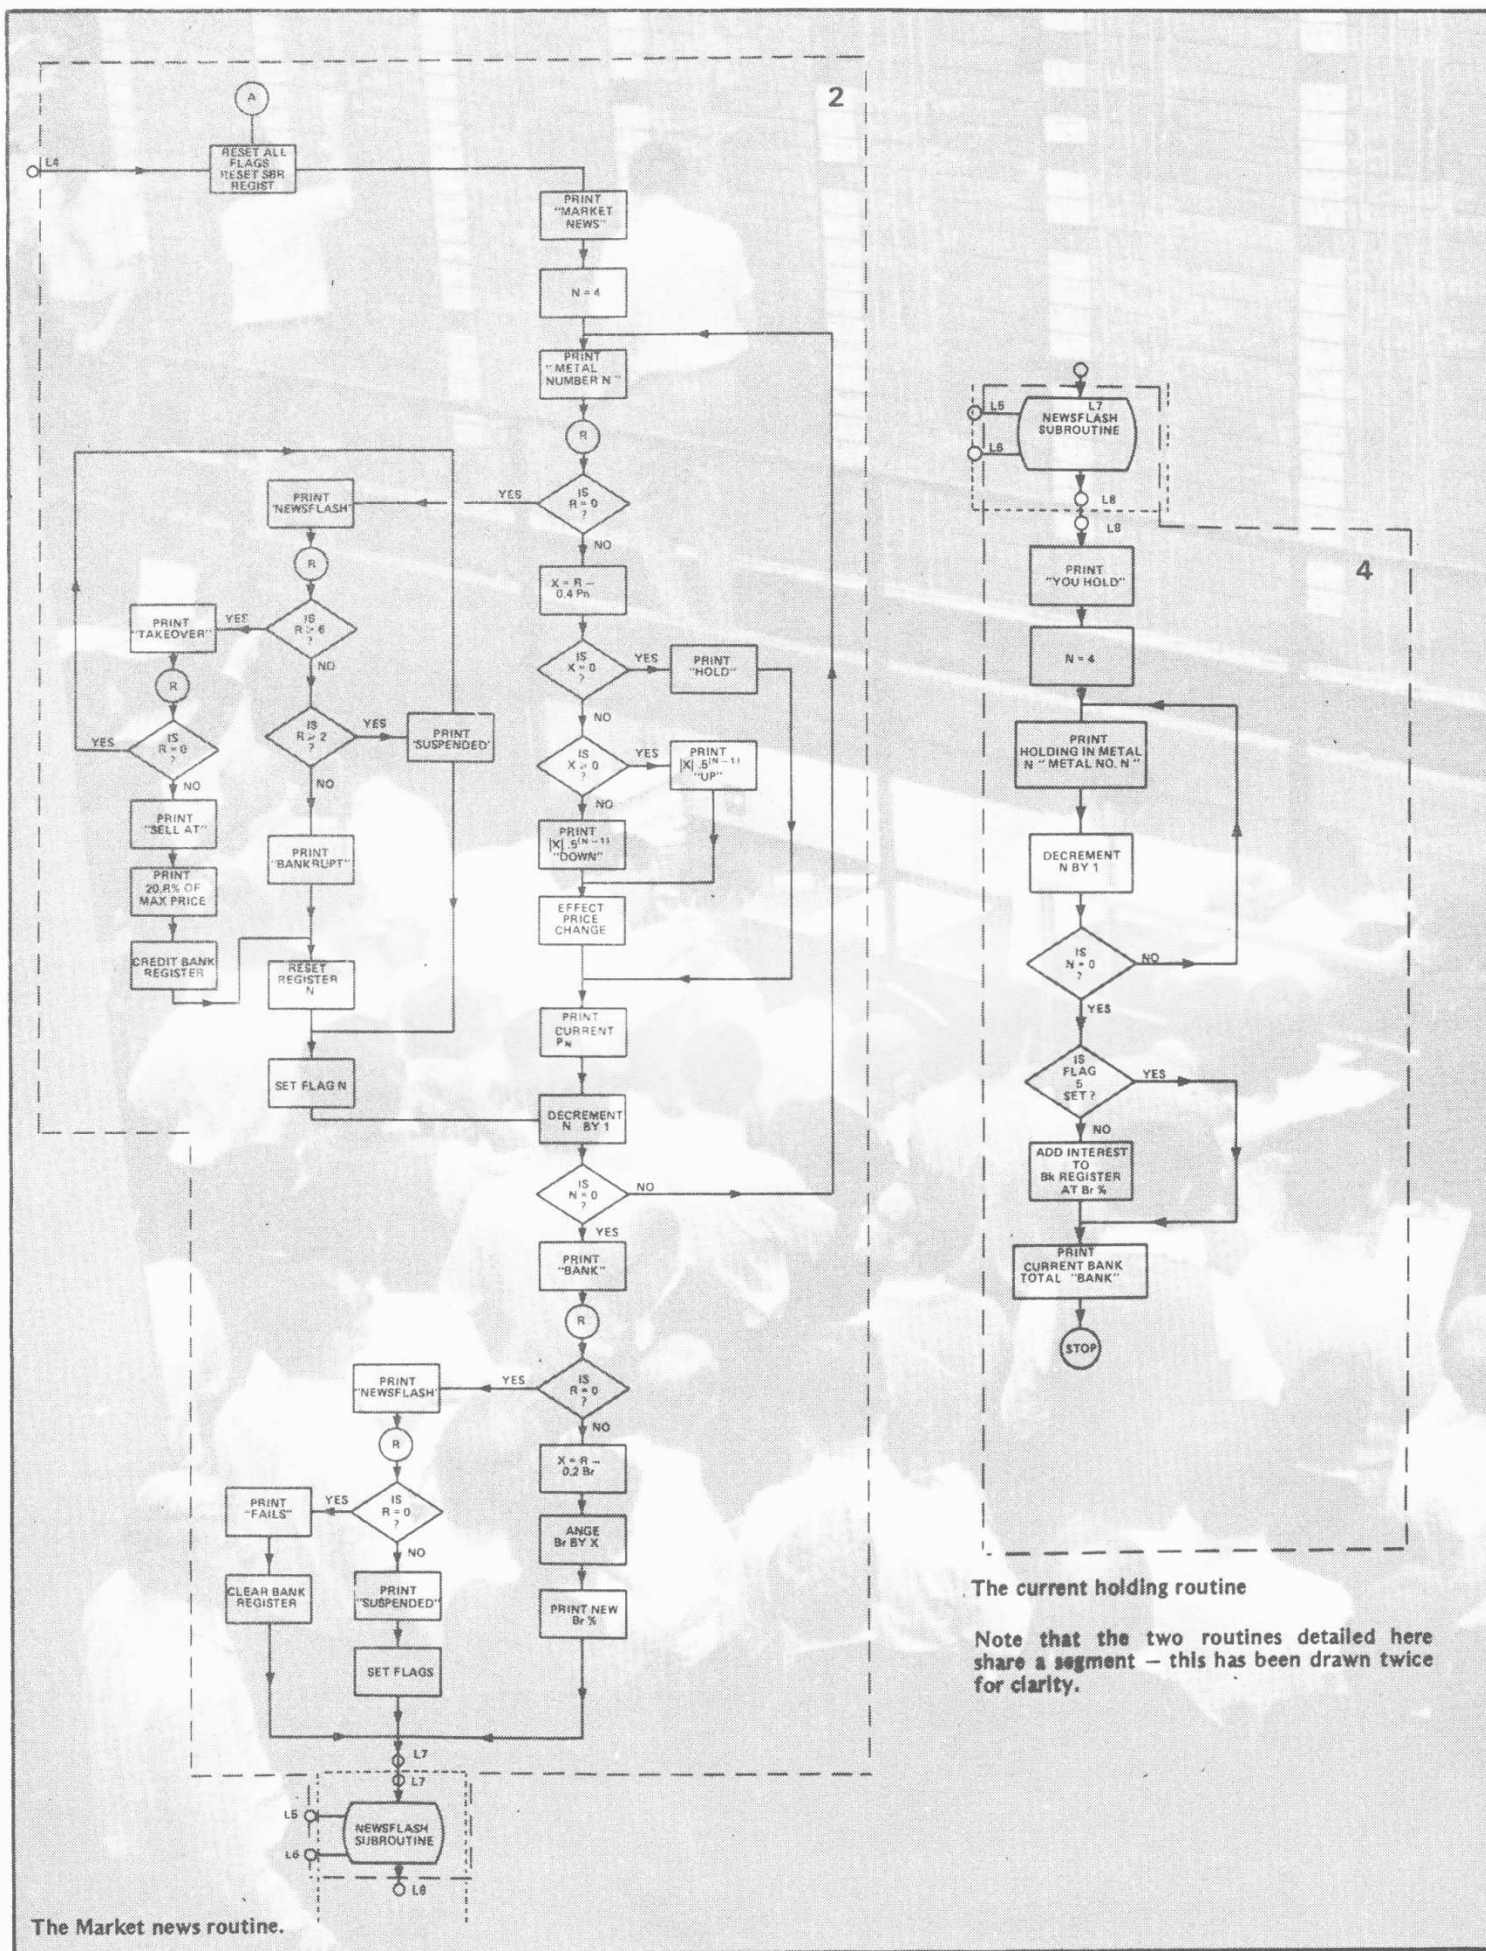 2
A
L4
RESET ALL
FLAGS
RESET SBR
REGIST
PRINT
"MARKET
NEWS"
N = 4
PRINT
"METAL
NUMBER N"
R
IS
R = 0
?
YES
NO
PRINT
'NEWSFLASH'
R
IS
R > 6
?
YES
NO
PRINT
"TAKEOVER"
R
IS
R = 0
?
YES
NO
PRINT
"SELL AT"
PRINT
20.R% OF
MAX PRICE
CREDIT BANK
REGISTER
IS
R > 2
?
YES
NO
PRINT
'SUSPENDED'
PRINT
"BANKRUPT"
RESET
REGISTER
N
SET FLAG N
X = R —
0.4 Pn
IS
X = 0
?
YES
NO
PRINT
"HOLD"
IS
X > 0
?
YES
NO
PRINT
|X| .5(N – 1)
"UP"
PRINT
|X| .5(N – 1)
"DOWN"
EFFECT
PRICE
CHANGE
PRINT
CURRENT
PN
DECREMENT
N BY 1
IS
N = 0
?
NO
YES
PRINT
"BANK"
R
IS
R = 0
?
YES
NO
PRINT
'NEWSFLASH'
R
IS
R = 0
?
YES
NO
PRINT
"FAILS"
CLEAR BANK
REGISTER
PRINT
"SUSPENDED"
SET FLAGS
X = R —
0.2 Br
ANGE
Br BY X
PRINT NEW
Br %
L7
L7
L5
L6
NEWSFLASH
SUBROUTINE
L8
The Market news routine.
L5
L6
L7
NEWSFLASH
SUBROUTINE
L8
L8
4
PRINT
"YOU HOLD"
N = 4
PRINT
HOLDING IN METAL
N " METAL NO. N "
DECREMENT
N BY 1
IS
N = 0
?
NO
YES
IS
FLAG
5
SET ?
YES
NO
ADD INTEREST
TO
Bk REGISTER
AT Br %
PRINT
CURRENT BANK
TOTAL "BANK"
STOP
The current holding routine
Note that the two routines detailed here
share a segment — this has been drawn twice
for clarity.